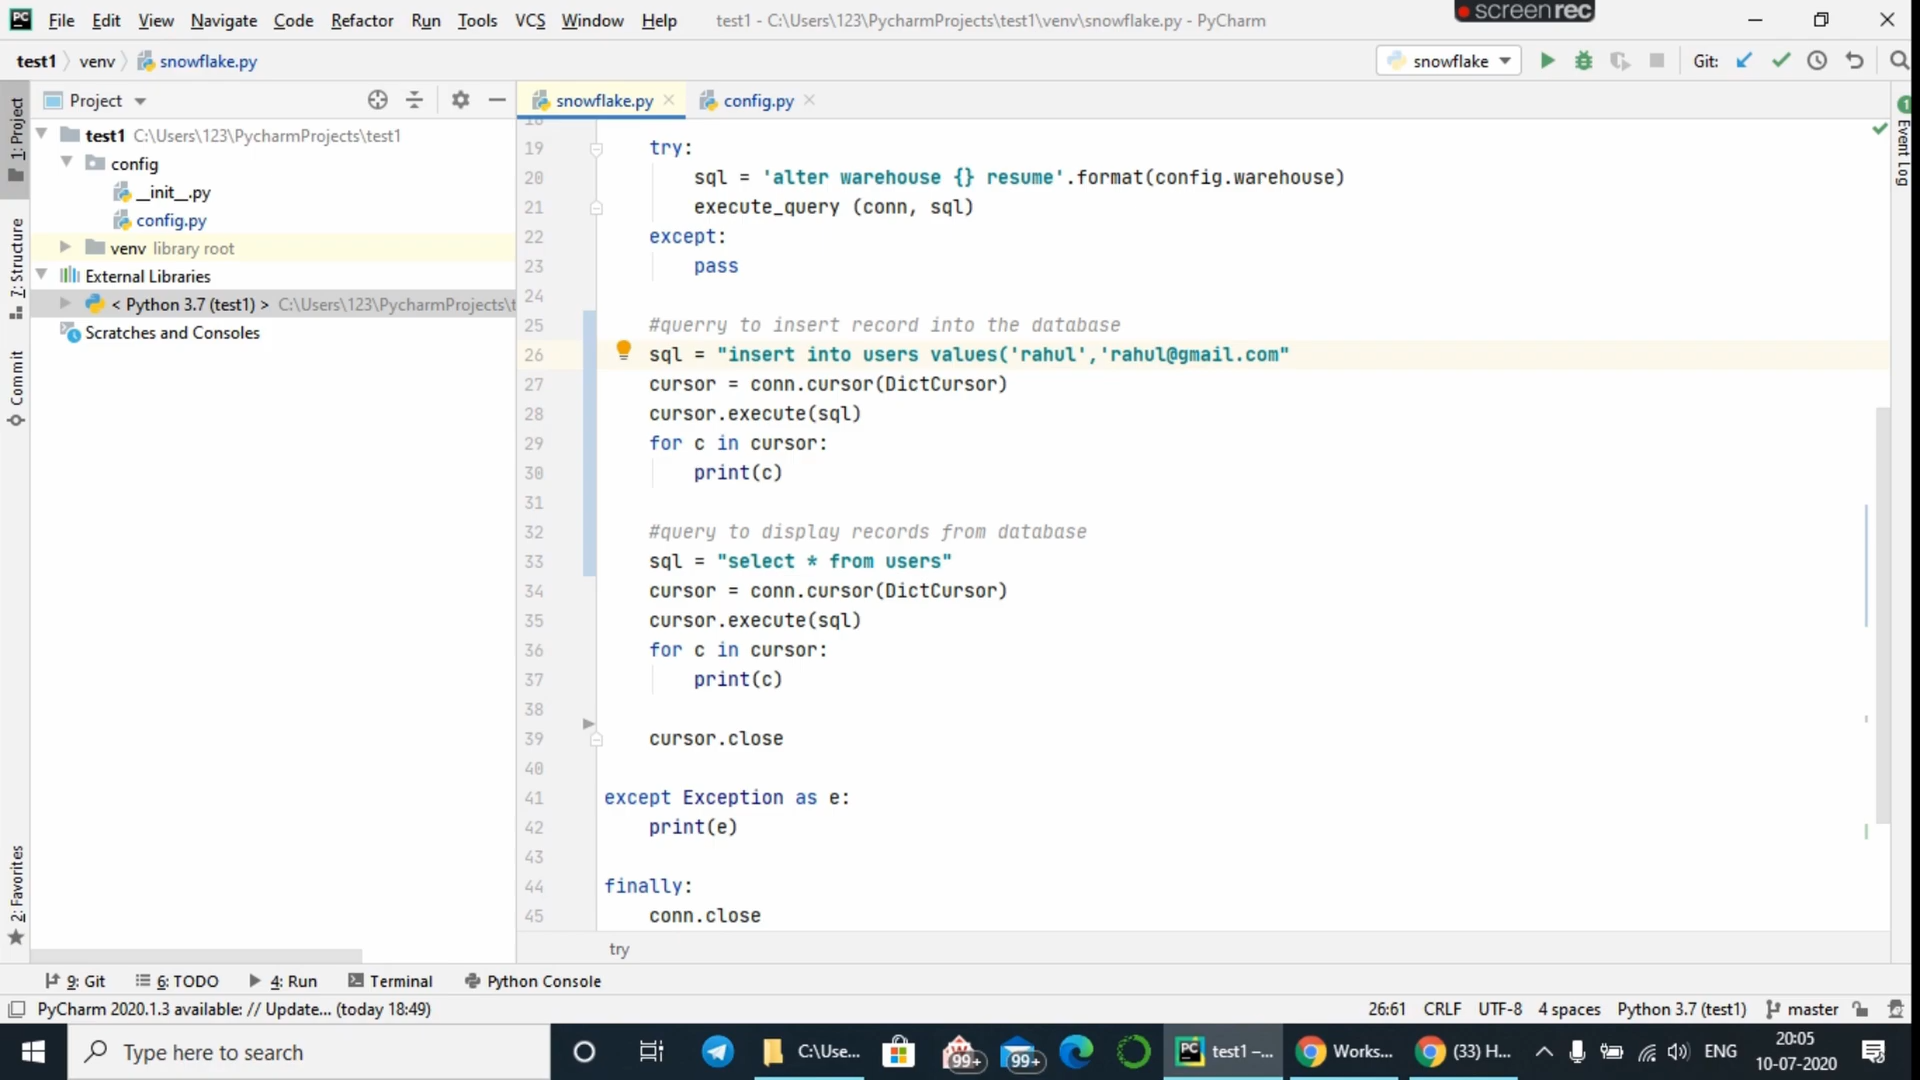 File Edit View Navigate Code Refactor Run Tools VCS Window Help test1 - C:\Users\123\PycharmProjects\test1\venv\snowflake.py - PyCharm
screenrec
test1 venv snowflake.py snowflake Git:
Project snowflake.py config.py
1: Project
7: Structure
Commit
2: Favorites
Event Log
test1 C:\Users\123\PycharmProjects\test1
config
__init__.py
config.py
venv library root
External Libraries
< Python 3.7 (test1) > C:\Users\123\PycharmProjects\t
Scratches and Consoles
18
19 try:
20 sql = 'alter warehouse {} resume'.format(config.warehouse)
21 execute_query (conn, sql)
22 except:
23 pass
24
25 #querry to insert record into the database
26 sql = "insert into users values('rahul','rahul@gmail.com"
27 cursor = conn.cursor(DictCursor)
28 cursor.execute(sql)
29 for c in cursor:
30 print(c)
31
32 #query to display records from database
33 sql = "select * from users"
34 cursor = conn.cursor(DictCursor)
35 cursor.execute(sql)
36 for c in cursor:
37 print(c)
38
39 cursor.close
40
41 except Exception as e:
42 print(e)
43
44 finally:
45 conn.close
try
9: Git 6: TODO 4: Run Terminal Python Console
PyCharm 2020.1.3 available: // Update... (today 18:49) 26:61 CRLF UTF-8 4 spaces Python 3.7 (test1) master
Type here to search C:\Use... 99+ 99+ PC test1 –... Works... (33) H... ENG 20:05
10-07-2020